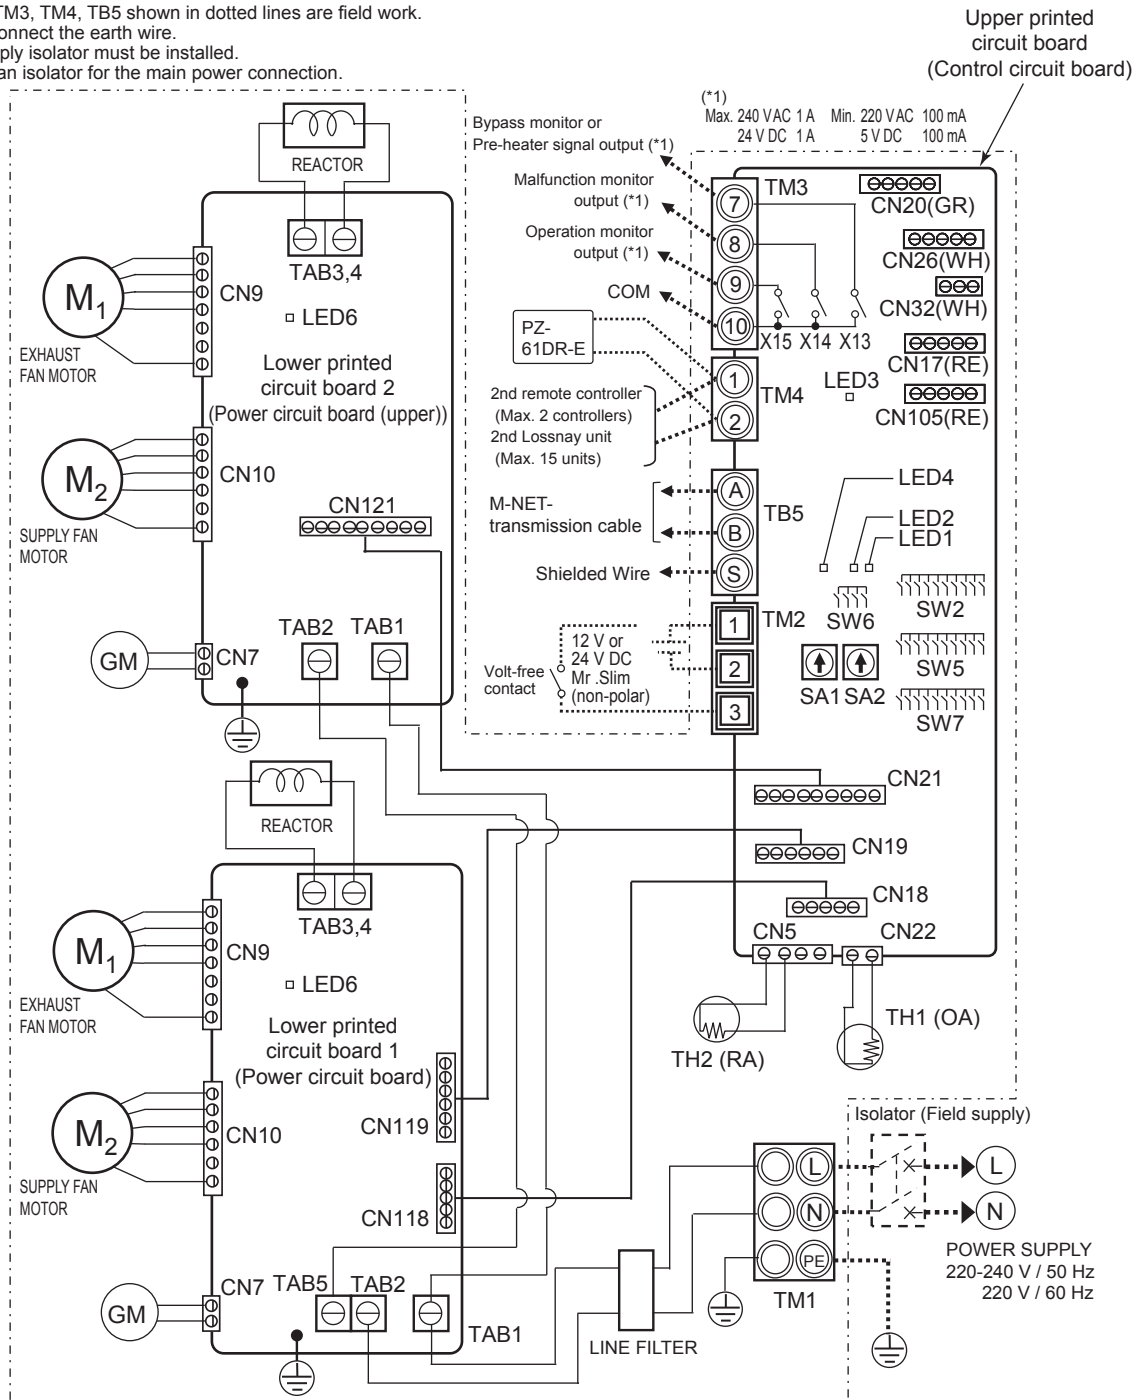 TM3, TM4, TB5 shown in dotted lines are field work.
onnect the earth wire.
ply isolator must be installed.
an isolator for the main power connection.
Upper printed
circuit board
(Control circuit board)
(*1)
Max. 240 VAC 1 A Min. 220 VAC 100 mA
24 V DC 1 A 5 V DC 100 mA
REACTOR
TAB3,4
M1
EXHAUST
FAN MOTOR
CN9
LED6
Lower printed
circuit board 2
(Power circuit board (upper))
M2
SUPPLY FAN
MOTOR
CN10
CN121
TAB2 TAB1
GM
CN7
Bypass monitor or
Pre-heater signal output (*1)
Malfunction monitor
output (*1)
Operation monitor
output (*1)
COM
PZ-
61DR-E
2nd remote controller
(Max. 2 controllers)
2nd Lossnay unit
(Max. 15 units)
M-NET-
transmission cable
Shielded Wire
12 V or
24 V DC
Mr .Slim
(non-polar)
Volt-free
contact
TM3
7
8
9
10
X15 X14 X13
TM4
1
2
TB5
A
B
S
TM2
1
2
3
CN20(GR)
CN26(WH)
CN32(WH)
CN17(RE)
LED3
CN105(RE)
LED4
LED2
LED1
SW6
SW2
SW5
SA1 SA2
SW7
CN21
CN19
CN18
CN5
CN22
TH2 (RA)
TH1 (OA)
REACTOR
TAB3,4
M1
EXHAUST
FAN MOTOR
CN9
LED6
Lower printed
circuit board 1
(Power circuit board)
CN119
M2
SUPPLY FAN
MOTOR
CN10
CN118
GM
CN7
TAB5 TAB2
TAB1
LINE FILTER
TM1
L
N
PE
Isolator (Field supply)
L
N
POWER SUPPLY
220-240 V / 50 Hz
220 V / 60 Hz